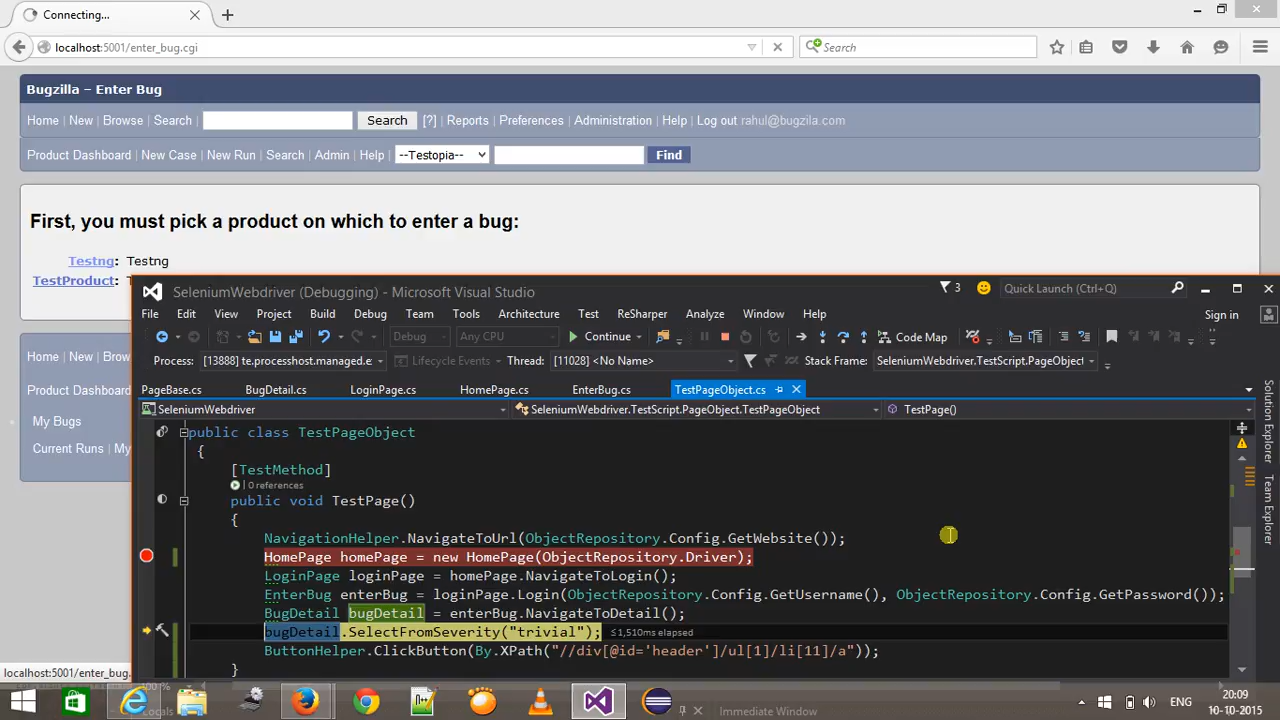 Connecting...
localhost:5001/enter_bug.cgi
Search
Bugzilla – Enter Bug
Home | New | Browse | Search
Search
[?] | Reports | Preferences | Administration | Help | Log out rahul@bugzila.com
Product Dashboard | New Case | New Run | Search | Admin | Help |
--Testopia--
Find
First, you must pick a product on which to enter a bug:
Testng: Testng
TestProduct:
Home | New | Brow
Product Dashboard
My Bugs
Current Runs | My
localhost:5001/enter_bug.
SeleniumWebdriver (Debugging) - Microsoft Visual Studio
3
Quick Launch (Ctrl+Q)
File Edit View Project Build Debug Team Tools Architecture Test ReSharper Analyze Window Help
Sign in
Debug Any CPU Continue Code Map
Process: [13888] te.processhost.managed.e Lifecycle Events Thread: [11028] <No Name> Stack Frame: SeleniumWebdriver.TestScript.PageObject
PageBase.cs BugDetail.cs LoginPage.cs HomePage.cs EnterBug.cs TestPageObject.cs
SeleniumWebdriver SeleniumWebdriver.TestScript.PageObject.TestPageObject TestPage()
public class TestPageObject
{
[TestMethod]
0 references
public void TestPage()
{
NavigationHelper.NavigateToUrl(ObjectRepository.Config.GetWebsite());
HomePage homePage = new HomePage(ObjectRepository.Driver);
LoginPage loginPage = homePage.NavigateToLogin();
EnterBug enterBug = loginPage.Login(ObjectRepository.Config.GetUsername(), ObjectRepository.Config.GetPassword());
BugDetail bugDetail = enterBug.NavigateToDetail();
bugDetail.SelectFromSeverity("trivial"); ≤1,510ms elapsed
ButtonHelper.ClickButton(By.XPath("//div[@id='header']/ul[1]/li[11]/a"));
}
Solution Explorer
Team Explorer
100 %
Locals
Immediate Window
ENG
20:09
10-10-2015